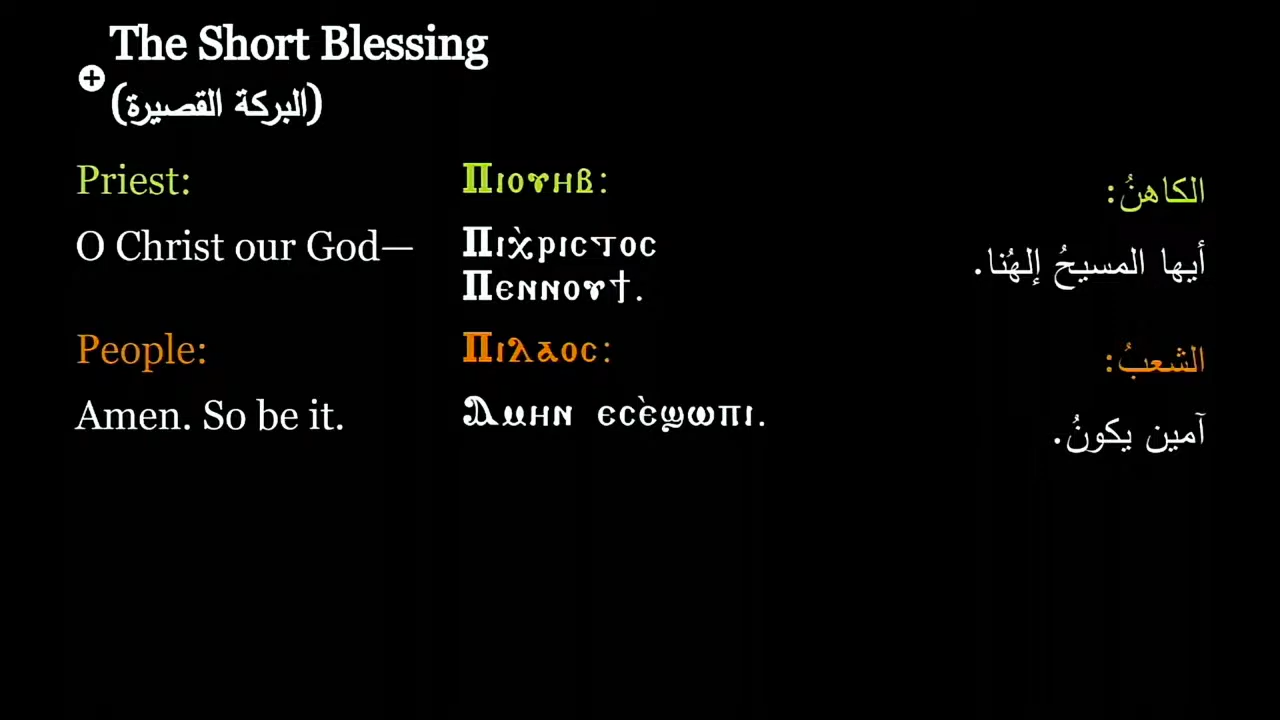 The Short Blessing
(البركة القصيرة)
Priest:
Ⲡⲓⲟⲩⲏⲃ:
الكاهنُ:
O Christ our God—
Ⲡⲓⲭ̀ⲣⲓⲥⲧⲟⲥ
Ⲡⲉⲛⲛⲟⲩϯ.
أيها المسيحُ إلهُنا.
People:
Ⲡⲓⲗⲁⲟⲥ:
الشعبُ:
Amen. So be it.
Ⲁⲙⲏⲛ ⲉⲥⲉ̀ϣⲱⲡⲓ.
آمين يكونُ.